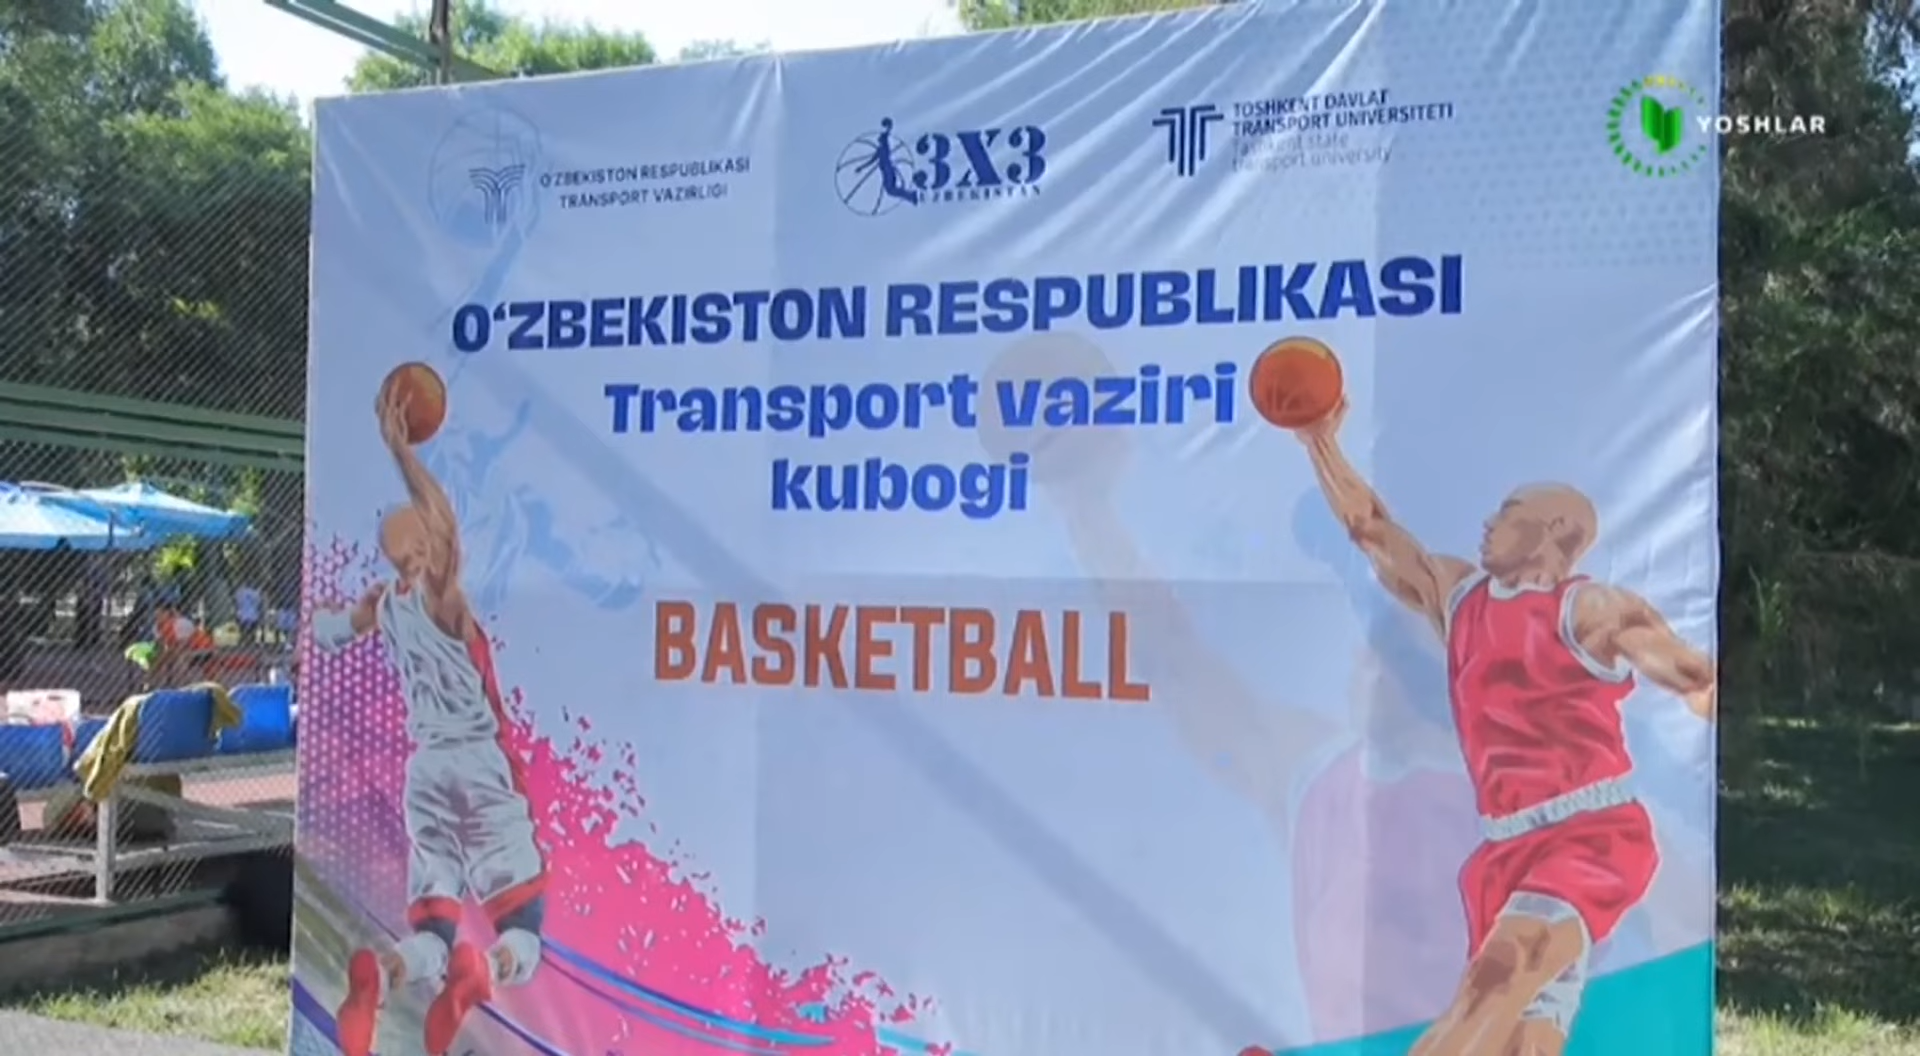 O'ZBEKISTON RESPUBLIKASI
TRANSPORT VAZIRLIGI
3X3
UZBEKISTAN
TOSHKENT DAVLAT
TRANSPORT UNIVERSITETI
Tashkent state
transport university
YOSHLAR
O‘ZBEKISTON RESPUBLIKASI
Transport vaziri
kubogi
BASKETBALL